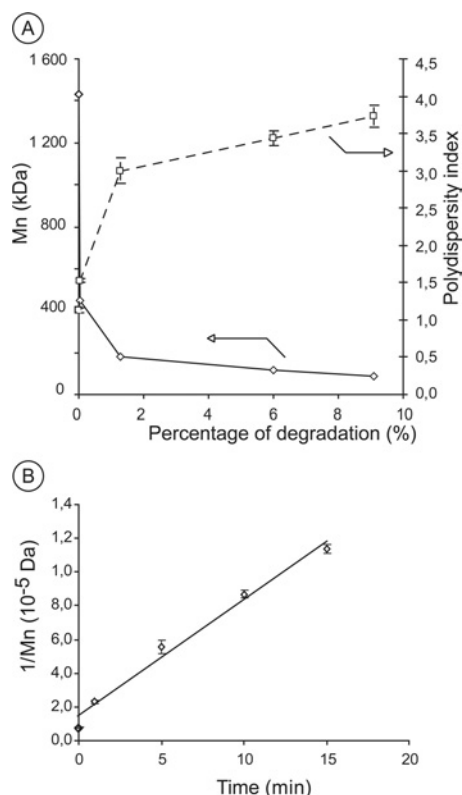 A
1 600
1 200
800
400
0
Mn (kDa)
4,5
4,0
3,5
3,0
2,5
2,0
1,5
1,0
0,5
0,0
Polydispersity index
0 2 4 6 8 10
Percentage of degradation (%)
B
1,4
1,2
1,0
8,0
6,0
4,0
2,0
0,0
1/Mn (10-5 Da)
0 5 10 15 20
Time (min)